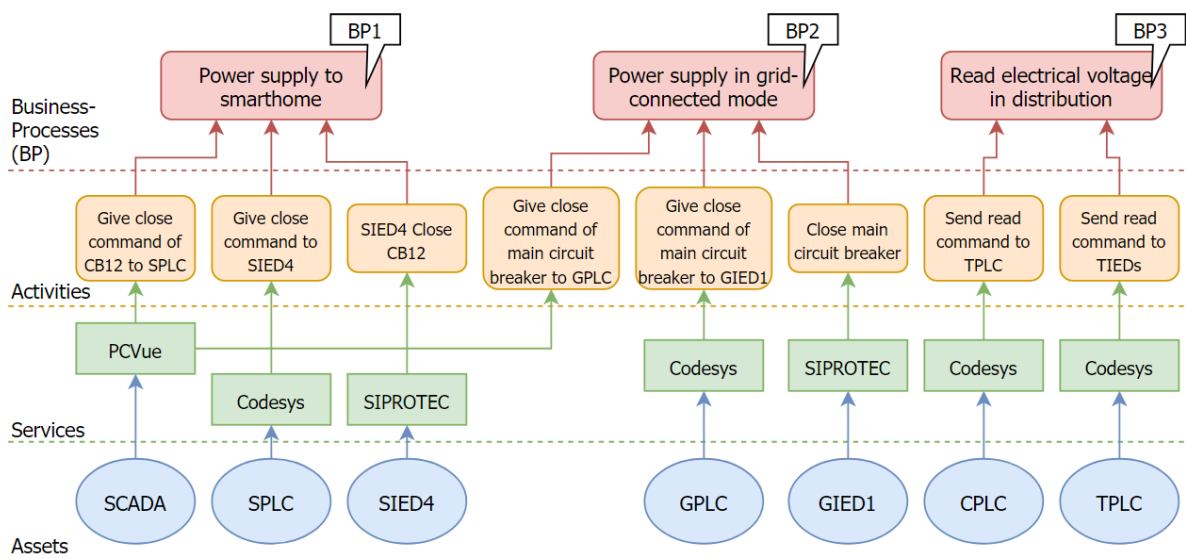 BP1
BP2
BP3
Power supply to
smarthome
Power supply in grid-
connected mode
Read electrical voltage
in distribution
Business-
Processes
(BP)
Give close
command of
CB12 to SPLC
Give close
command to
SIED4
SIED4 Close
CB12
Give close
command of
main circuit
breaker to GPLC
Give close
command of
main circuit
breaker to GIED1
Close main
circuit breaker
Send read
command to
TPLC
Send read
command to
TIEDs
Activities
PCVue
Codesys
SIPROTEC
Codesys
SIPROTEC
Codesys
Codesys
Services
SCADA
SPLC
SIED4
GPLC
GIED1
CPLC
TPLC
Assets